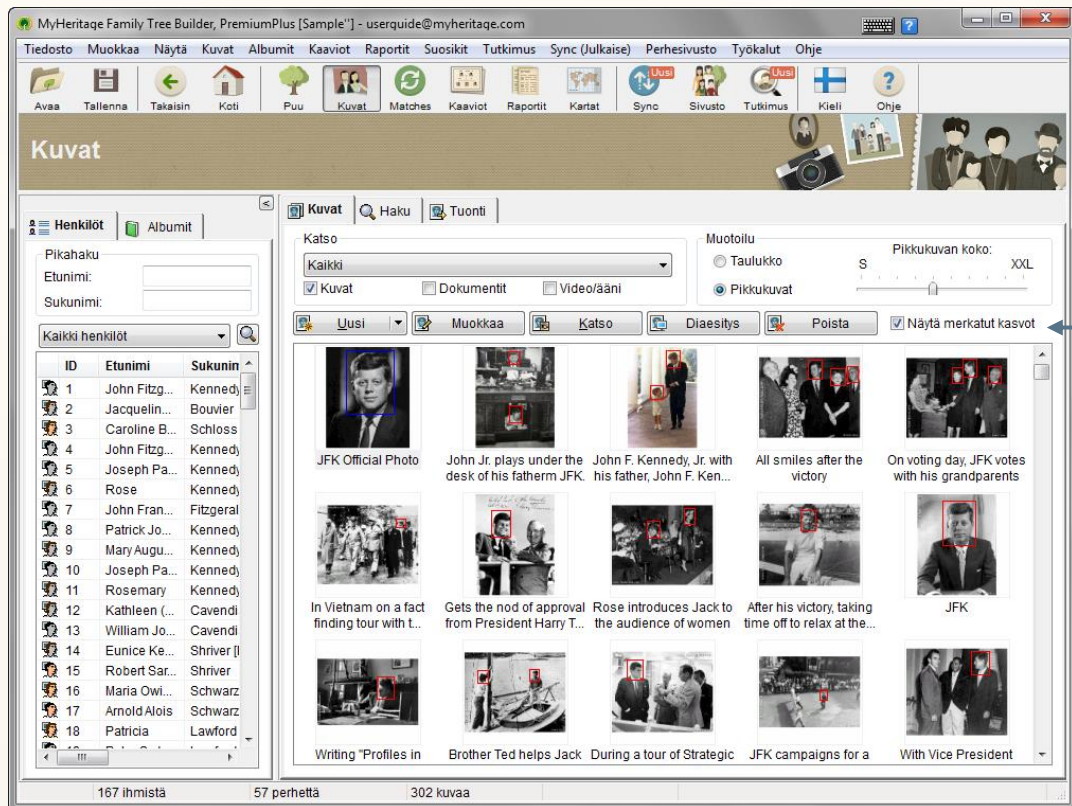 MyHeritage Family Tree Builder, PremiumPlus [Sample"] - userguide@myheritage.com
Tiedosto Muokkaa Näytä Kuvat Albumit Kaaviot Raportit Suosikit Tutkimus Sync (Julkaise) Perhesivusto Työkalut Ohje
Uusi Uusi
Avaa Tallenna Takaisin Koti Puu Kuvat Matches Kaaviot Raportit Kartat Sync Sivusto Tutkimus Kieli Ohje
Kuvat
Henkilöt Albumit
Pikahaku
Etunimi:
Sukunimi:
Kaikki henkilöt
ID Etunimi Sukunim
1 John Fitzg... Kennedy
2 Jacquelin... Bouvier
3 Caroline B... Schloss
4 John Fitzg... Kennedy
5 Joseph Pa... Kennedy
6 Rose Kennedy
7 John Fran... Fitzgeral
8 Patrick Jo... Kennedy
9 Mary Augu... Kennedy
10 Joseph Pa... Kennedy
11 Rosemary Kennedy
12 Kathleen (... Cavendi
13 William Jo... Cavendi
14 Eunice Ke... Shriver [
15 Robert Sar... Shriver
16 Maria Owi... Schwarz
17 Arnold Alois Schwarz
18 Patricia Lawford
Kuvat Haku Tuonti
Katso
Kaikki
Kuvat Dokumentit Video/ääni
Muotoilu
Taulukko
Pikkukuvat
Pikkukuvan koko:
S XXL
Uusi Muokkaa Katso Diaesitys Poista Näytä merkatut kasvot
JFK Official Photo
John Jr. plays under the
desk of his fatherm JFK.
John F. Kennedy, Jr. with
his father, John F. Ken...
All smiles after the
victory
On voting day, JFK votes
with his grandparents
In Vietnam on a fact
finding tour with t...
Gets the nod of approval
from President Harry T...
Rose introduces Jack to
the audience of women
After his victory, taking
time off to relax at the...
JFK
Writing "Profiles in
Brother Ted helps Jack
During a tour of Strategic
JFK campaigns for a
With Vice President
167 ihmistä 57 perhettä 302 kuvaa